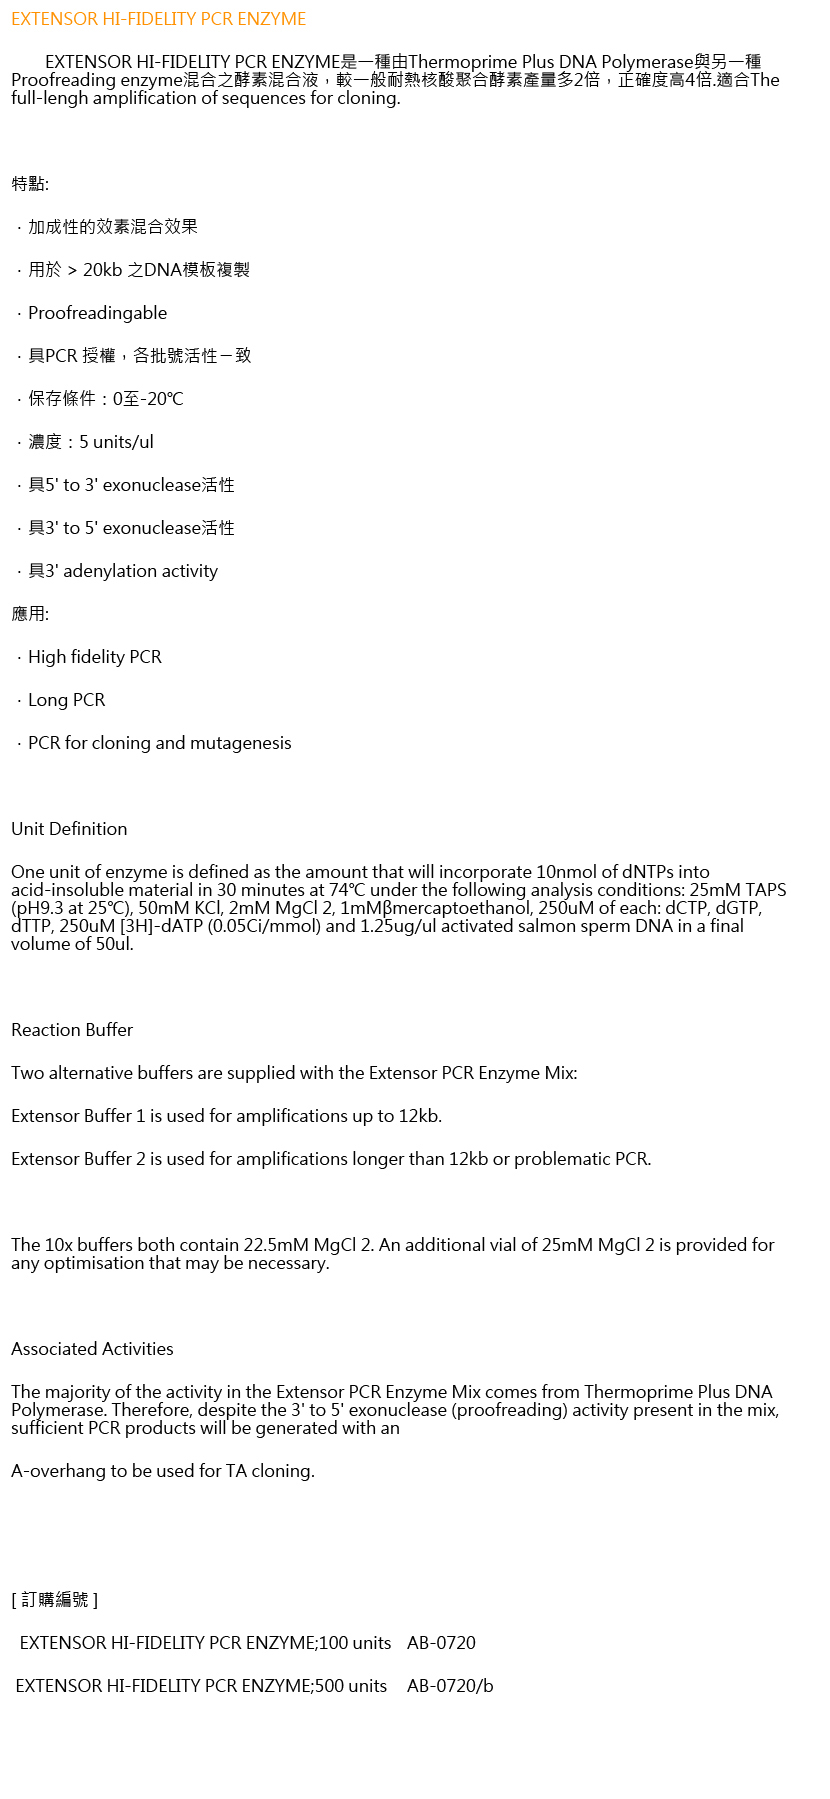 EXTENSOR HI-FIDELITY PCR ENZYME
EXTENSOR HI-FIDELITY PCR ENZYME是一種由Thermoprime Plus DNA Polymerase與另一種
Proofreading enzyme混合之酵素混合液，較一般耐熱核酸聚合酵素產量多2倍，正確度高4倍.適合The
full-lengh amplification of sequences for cloning.
特點:
．加成性的效素混合效果
．用於 > 20kb 之DNA模板複製
．Proofreadingable
．具PCR 授權，各批號活性－致
．保存條件：0至-20℃
．濃度：5 units/ul
．具5' to 3' exonuclease活性
．具3' to 5' exonuclease活性
．具3' adenylation activity
應用:
．High fidelity PCR
．Long PCR
．PCR for cloning and mutagenesis
Unit Definition
One unit of enzyme is defined as the amount that will incorporate 10nmol of dNTPs into
acid-insoluble material in 30 minutes at 74℃ under the following analysis conditions: 25mM TAPS
(pH9.3 at 25℃), 50mM KCl, 2mM MgCl 2, 1mMβmercaptoethanol, 250uM of each: dCTP, dGTP,
dTTP, 250uM [3H]-dATP (0.05Ci/mmol) and 1.25ug/ul activated salmon sperm DNA in a final
volume of 50ul.
Reaction Buffer
Two alternative buffers are supplied with the Extensor PCR Enzyme Mix:
Extensor Buffer 1 is used for amplifications up to 12kb.
Extensor Buffer 2 is used for amplifications longer than 12kb or problematic PCR.
The 10x buffers both contain 22.5mM MgCl 2. An additional vial of 25mM MgCl 2 is provided for
any optimisation that may be necessary.
Associated Activities
The majority of the activity in the Extensor PCR Enzyme Mix comes from Thermoprime Plus DNA
Polymerase. Therefore, despite the 3' to 5' exonuclease (proofreading) activity present in the mix,
sufficient PCR products will be generated with an
A-overhang to be used for TA cloning.
[ 訂購編號 ]
EXTENSOR HI-FIDELITY PCR ENZYME;100 units AB-0720
EXTENSOR HI-FIDELITY PCR ENZYME;500 units AB-0720/b